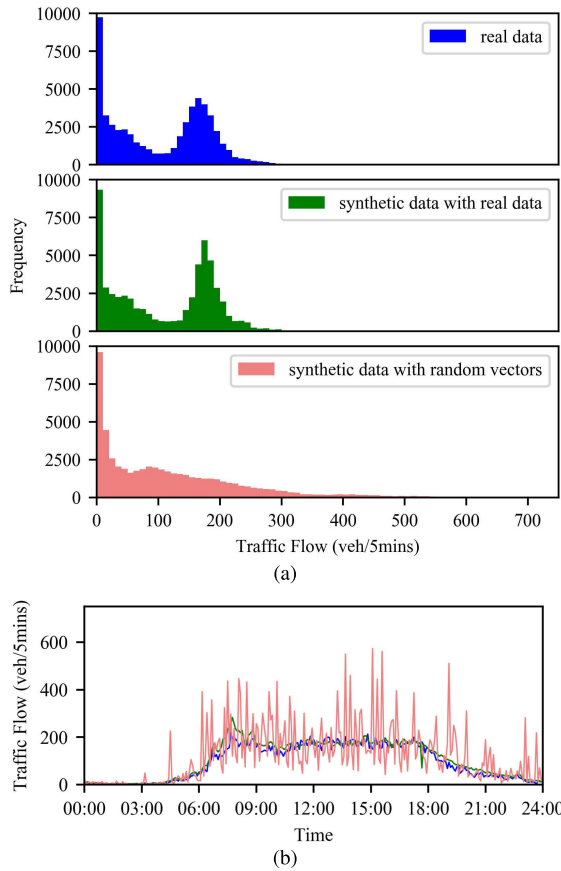 10000
7500
5000
2500
0
real data
10000
7500
5000
2500
0
synthetic data with real data
Frequency
10000
7500
5000
2500
0
synthetic data with random vectors
0 100 200 300 400 500 600 700
Traffic Flow (veh/5mins)
(a)
Traffic Flow (veh/5mins)
600
400
200
0
00:00 03:00 06:00 09:00 12:00 15:00 18:00 21:00 24:00
Time
(b)